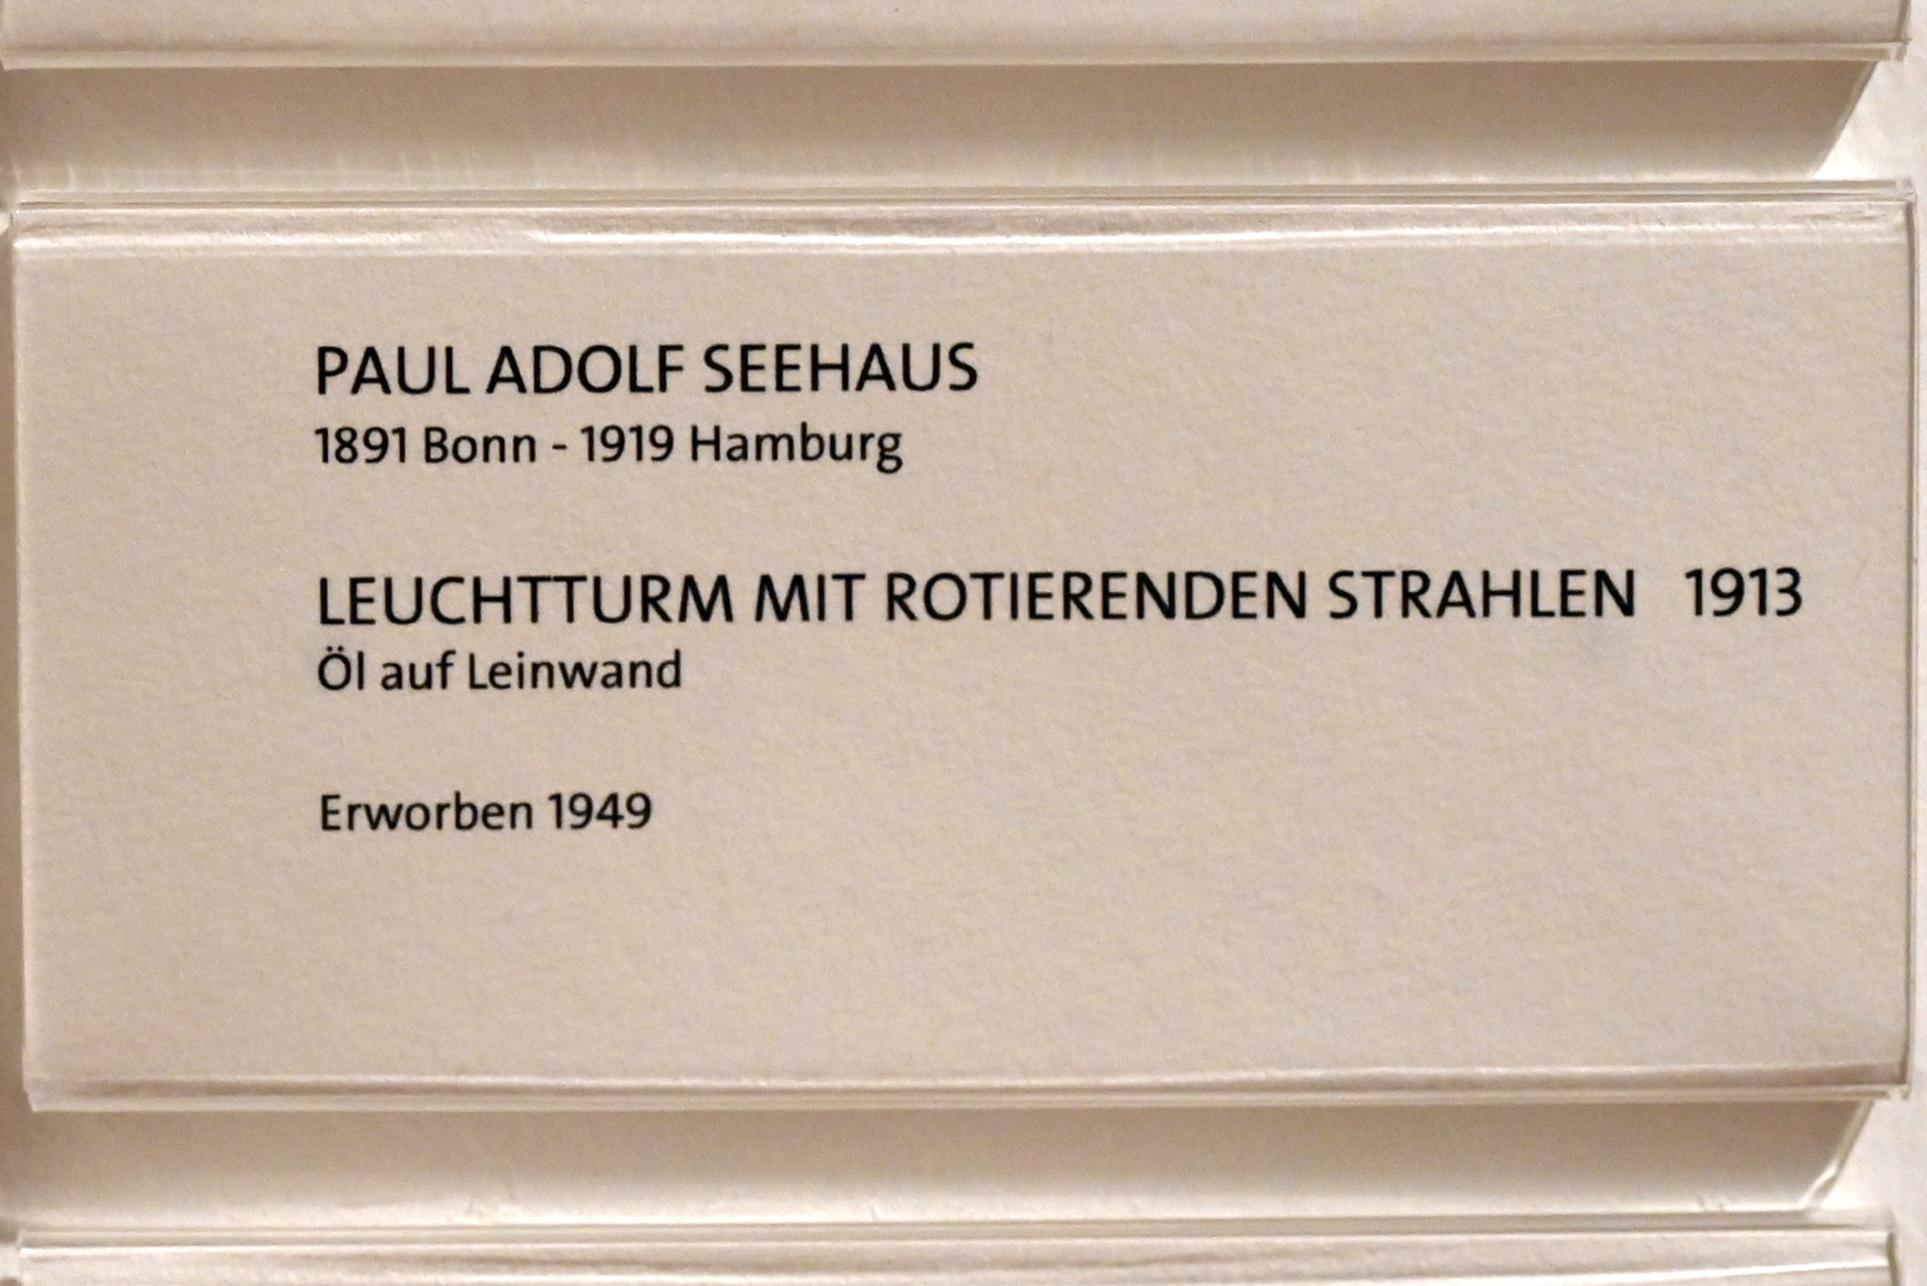 PAUL ADOLF SEEHAUS
1891 Bonn - 1919 Hamburg
LEUCHTTURM MIT ROTIERENDEN STRAHLEN 1913
Öl auf Leinwand
Erworben 1949